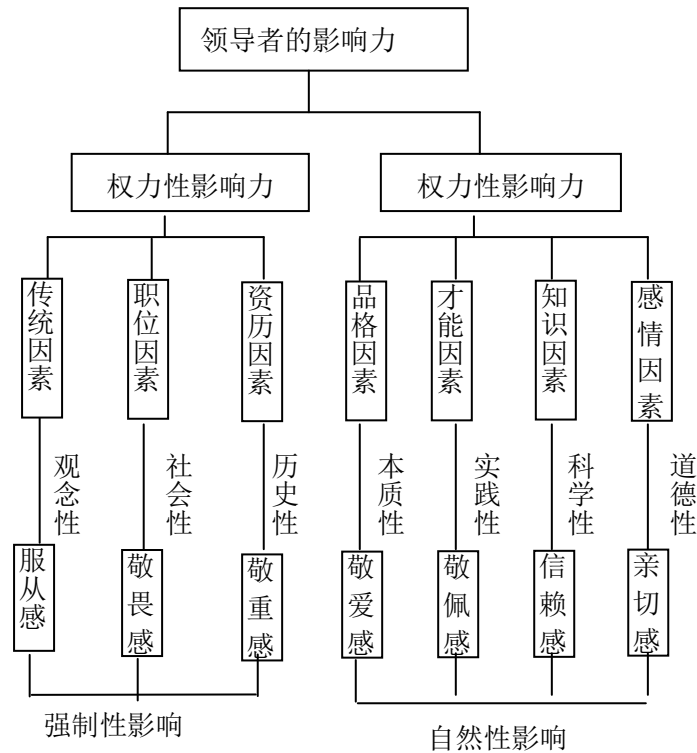 领导者的影响力
权力性影响力
权力性影响力
传统因素
职位因素
资历因素
品格因素
才能因素
知识因素
感情因素
观念性
社会性
历史性
本质性
实践性
科学性
道德性
服从感
敬畏感
敬重感
敬爱感
敬佩感
信赖感
亲切感
强制性影响
自然性影响